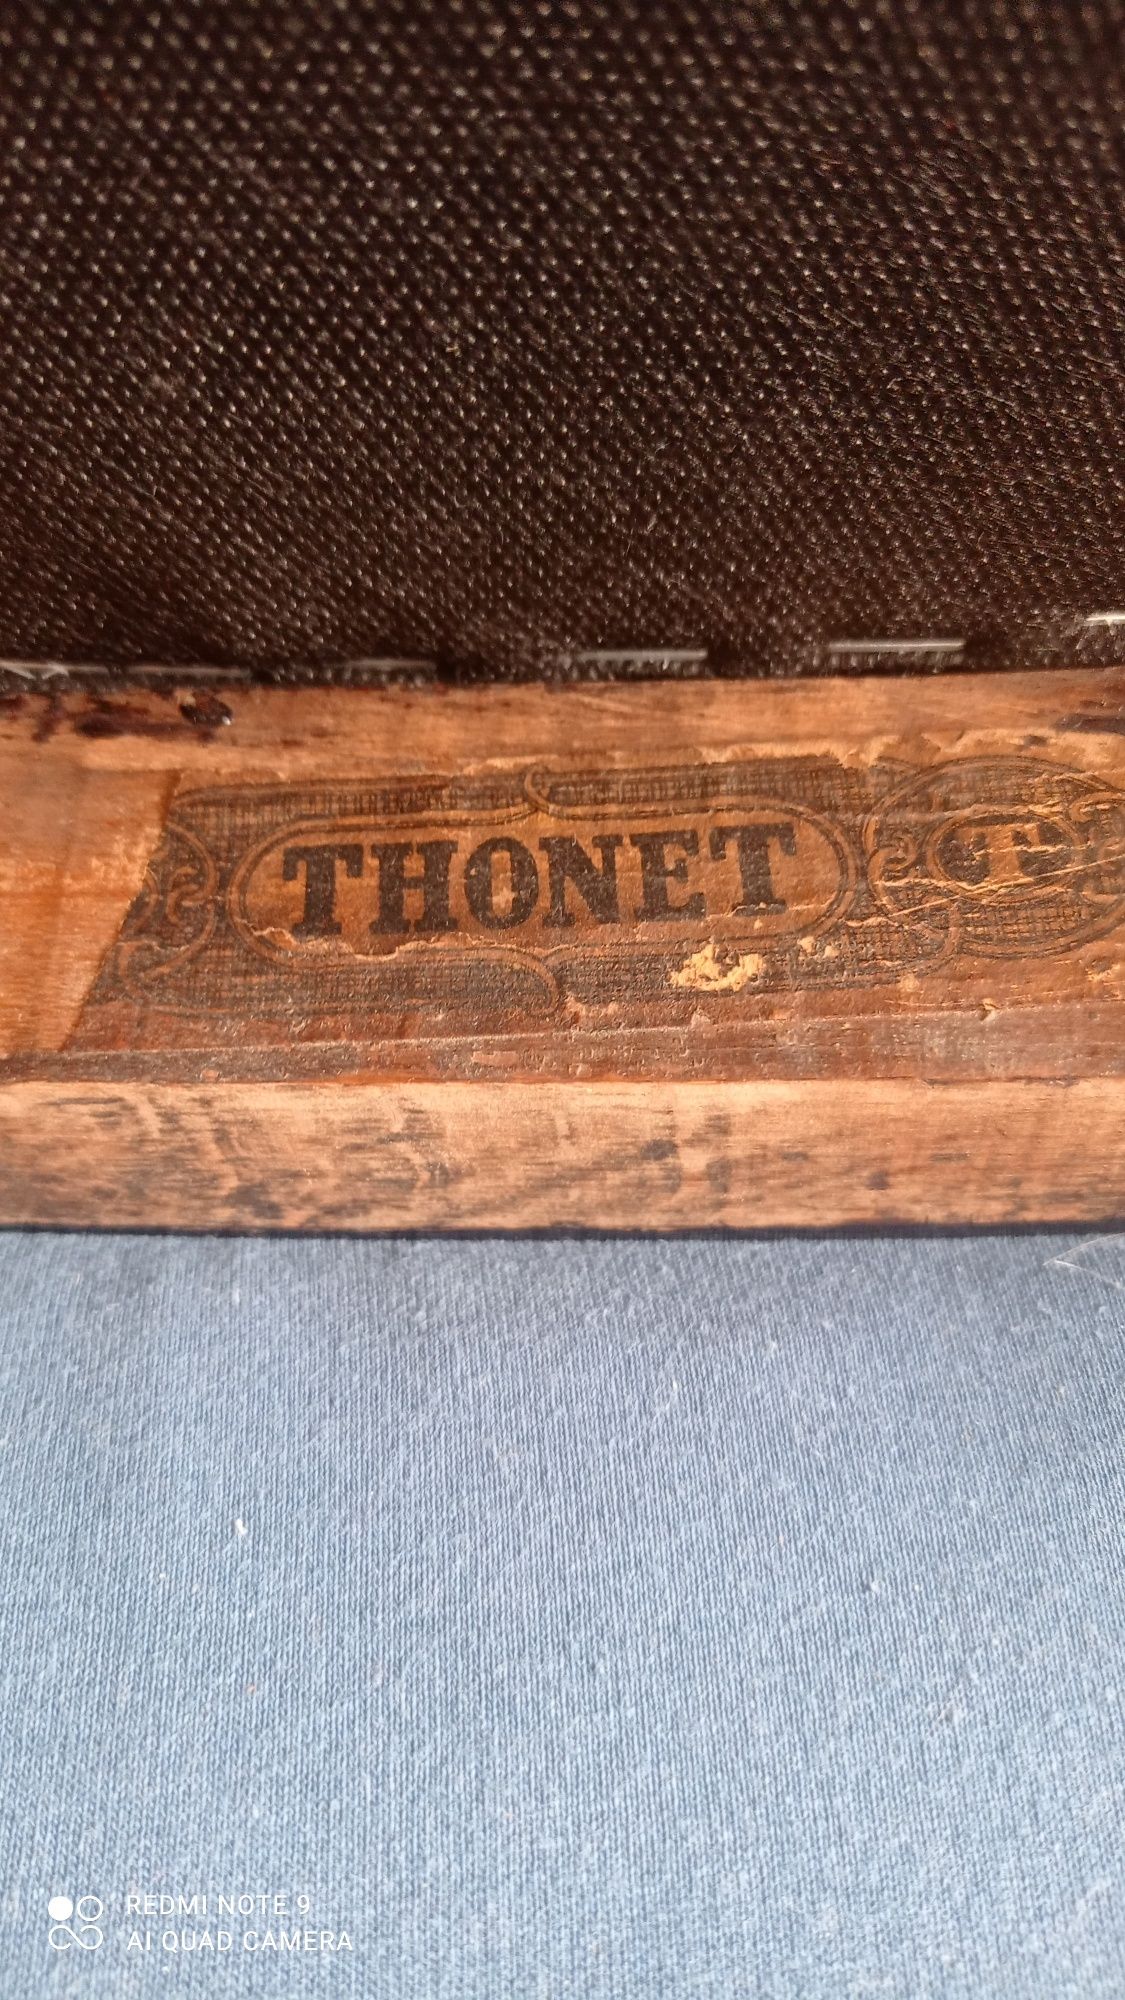 THONET T
REDMI NOTE 9
AI QUAD CAMERA